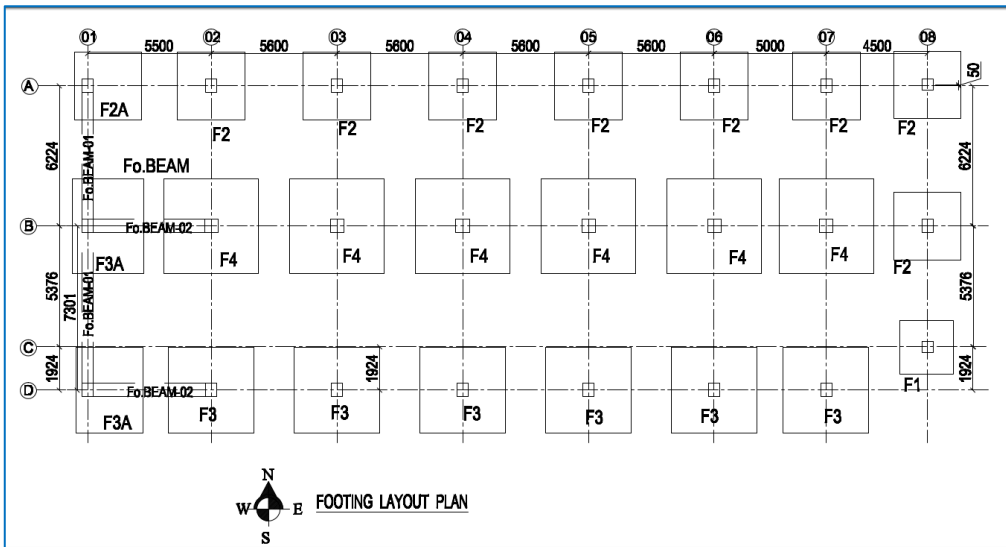 01 02 03 04 05 06 07 08
5500 5600 5600 5600 5600 5000 4500
A
50
F2A F2 F2 F2 F2 F2 F2 F2
6224 Fo.BEAM-01 Fo.BEAM 6224
B Fo.BEAM-02
F3A F4 F4 F4 F4 F4 F4 F2
5376 7301 Fo.BEAM-01 5376
C
1924 1924 1924
F1
D Fo.BEAM-02
F3A F3 F3 F3 F3 F3 F3
N
W E FOOTING LAYOUT PLAN
S